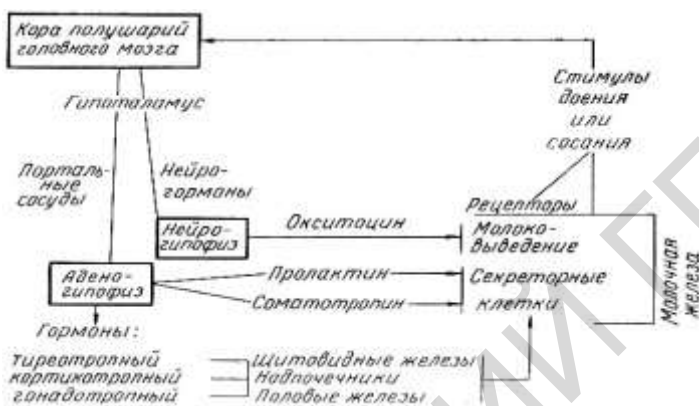 Кора полушарий
головного мозга
Гипоталамус
Стимулы
доения
или
сосания
Порталь-
ные
сосуды
Нейро-
гормоны
Рецепторы
Нейро-
гипофиз
Окситоцин
Молоко-
выведение
Адено-
гипофиз
Пролактин
Соматотропин
Секреторные
клетки
Молочная
железа
Гормоны:
тиреотропный
кортикотропный
гонадотропный
Щитовидные железы
Надпочечники
Половые железы